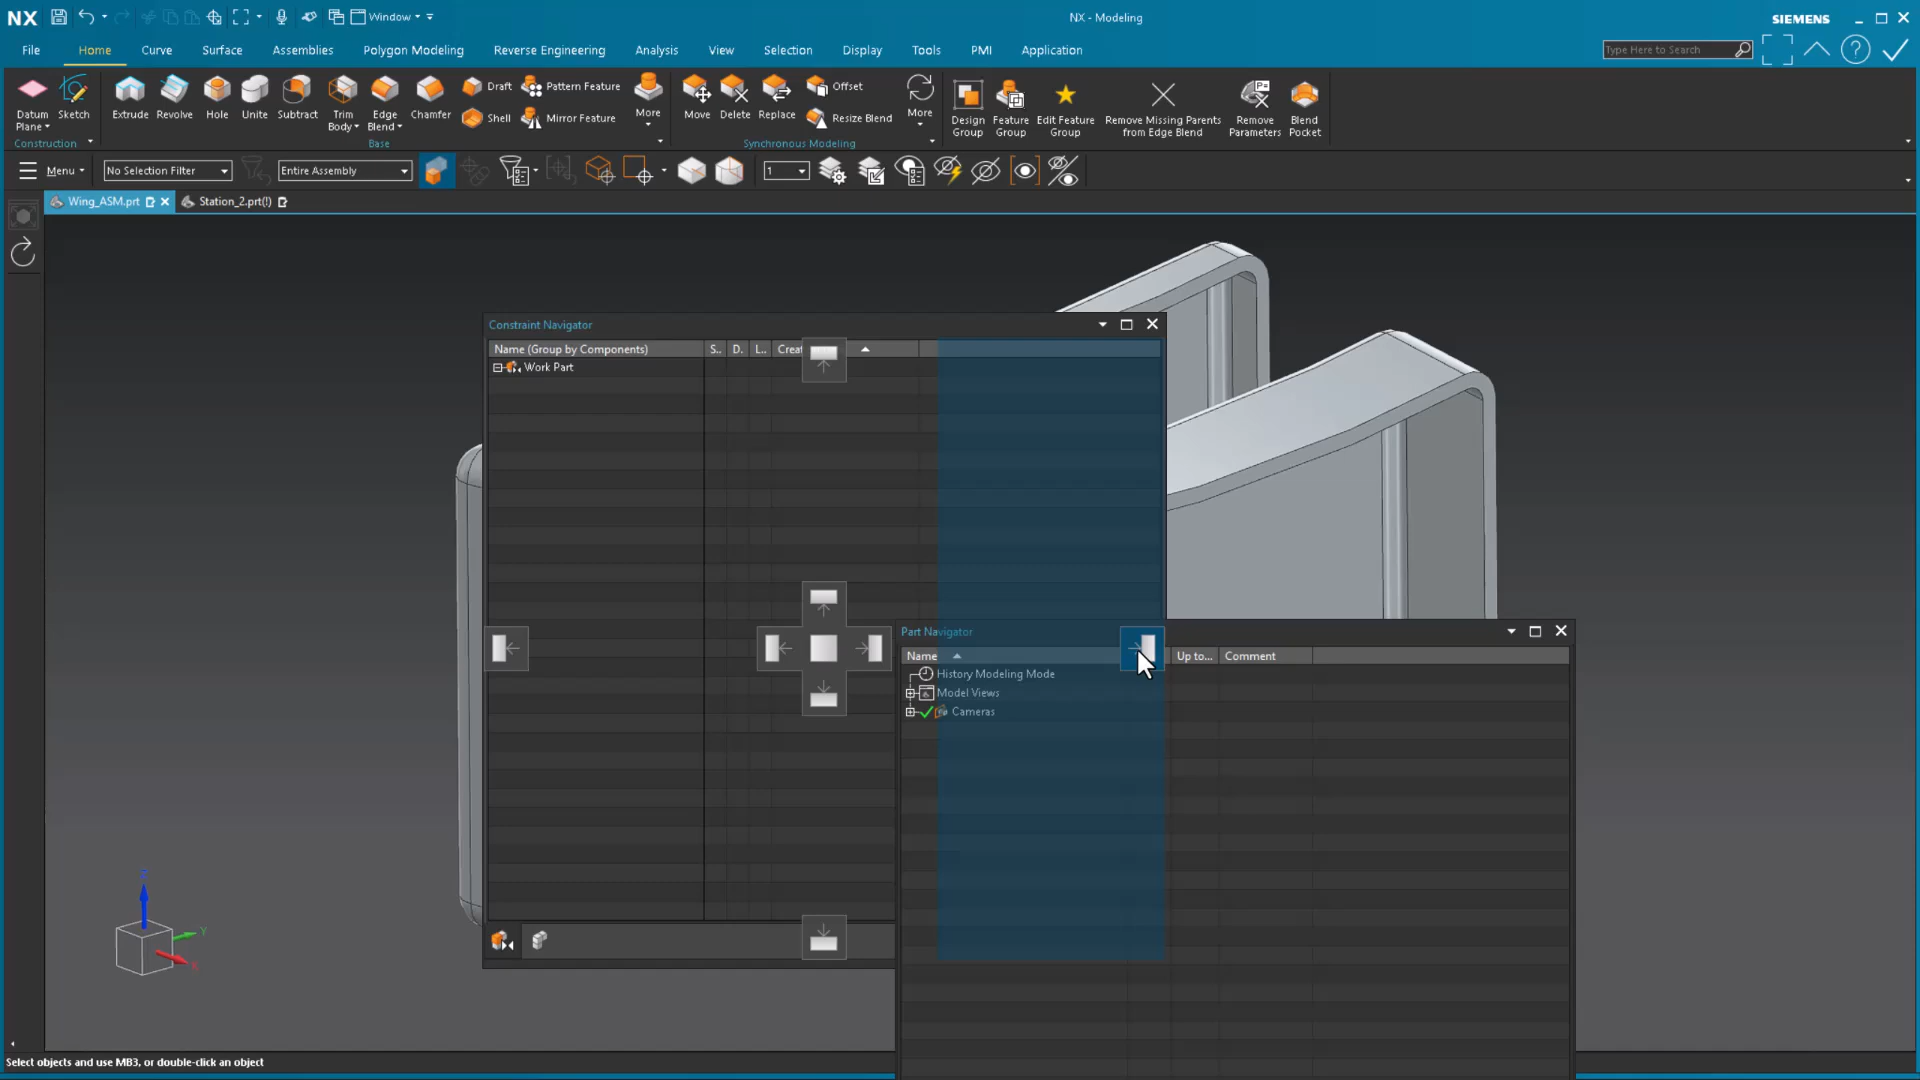 NX Window NX - Modeling SIEMENS
File Home Curve Surface Assemblies Polygon Modeling Reverse Engineering Analysis View Selection Display Tools PMI Application Type Here to Search
Datum Plane Sketch Extrude Revolve Hole Unite Subtract Trim Body Edge Blend Chamfer Draft Pattern Feature More Move Delete Replace Offset More Design Group Feature Group Edit Feature Group Remove Missing Parents from Edge Blend Remove Parameters Blend Pocket
Shell Mirror Feature Resize Blend
Construction Base Synchronous Modeling
Menu No Selection Filter Entire Assembly 1
Wing_ASM.prt Station_2.prt(!)
Constraint Navigator
Name (Group by Components) S.. D. L.. Creat
Work Part
Part Navigator
Name Up to... Comment
History Modeling Mode
Model Views
Cameras
Z
Y
X
Select objects and use MB3, or double-click an object